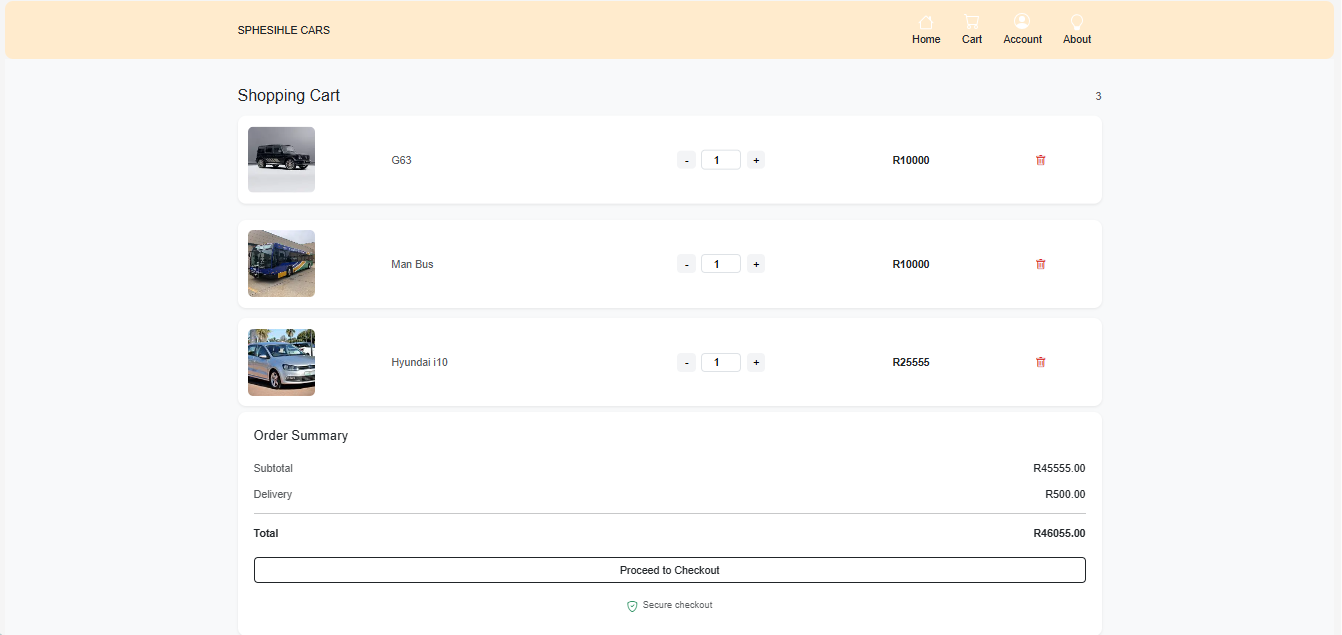 SPHESIHLE CARS
Home Cart Account About
Shopping Cart 3
G63 - 1 + R10000
Man Bus - 1 + R10000
Hyundai i10 - 1 + R25555
Order Summary
Subtotal R45555.00
Delivery R500.00
Total R46055.00
Proceed to Checkout
Secure checkout